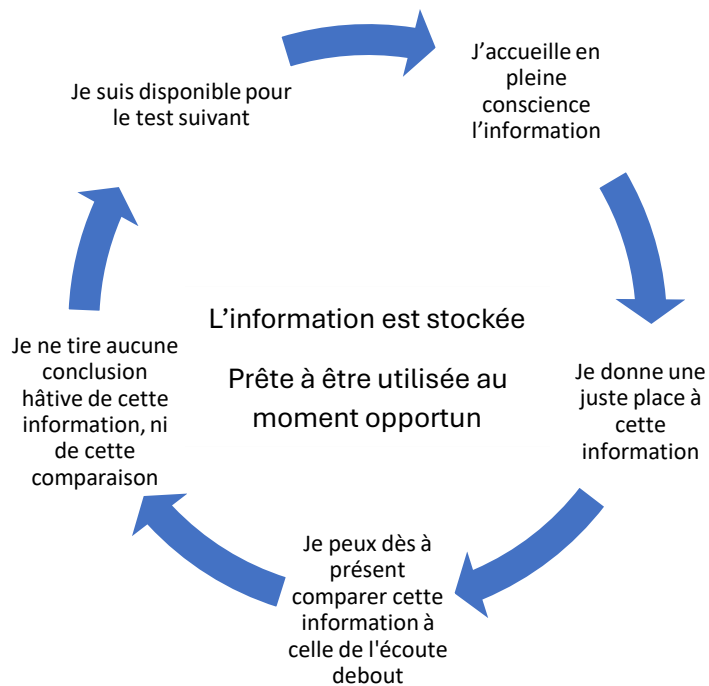 J'accueille en
pleine
conscience
l'information
Je donne une
juste place à
cette
information
Je peux dès à
présent
comparer cette
information à
celle de l'écoute
debout
Je ne tire aucune
conclusion
hâtive de cette
information, ni
de cette
comparaison
Je suis disponible pour
le test suivant
L'information est stockée
Prête à être utilisée au
moment opportun